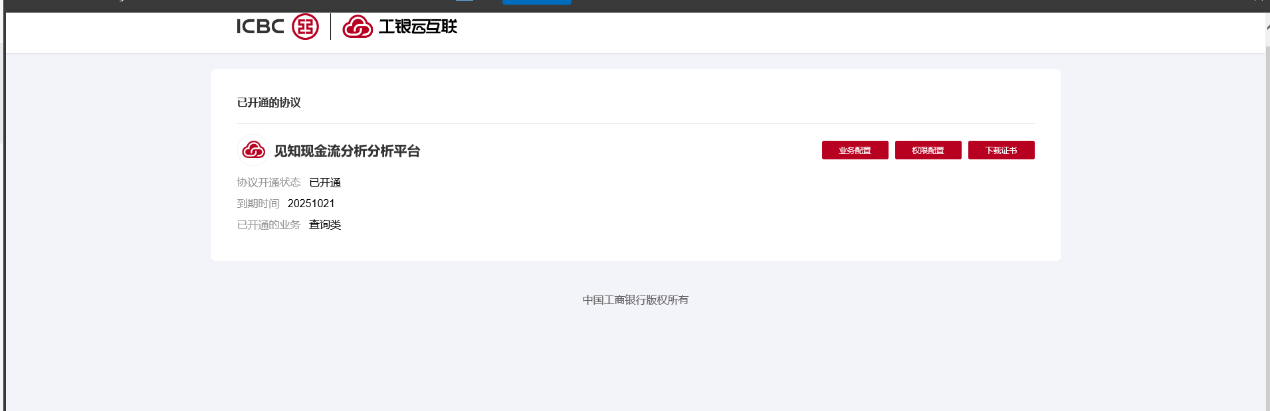 ICBC 工银云互联
已开通的协议
见知现金流分析分析平台 业务配置 权限配置 下载证书
协议开通状态 已开通
到期时间 20251021
已开通的业务 查询类
中国工商银行版权所有